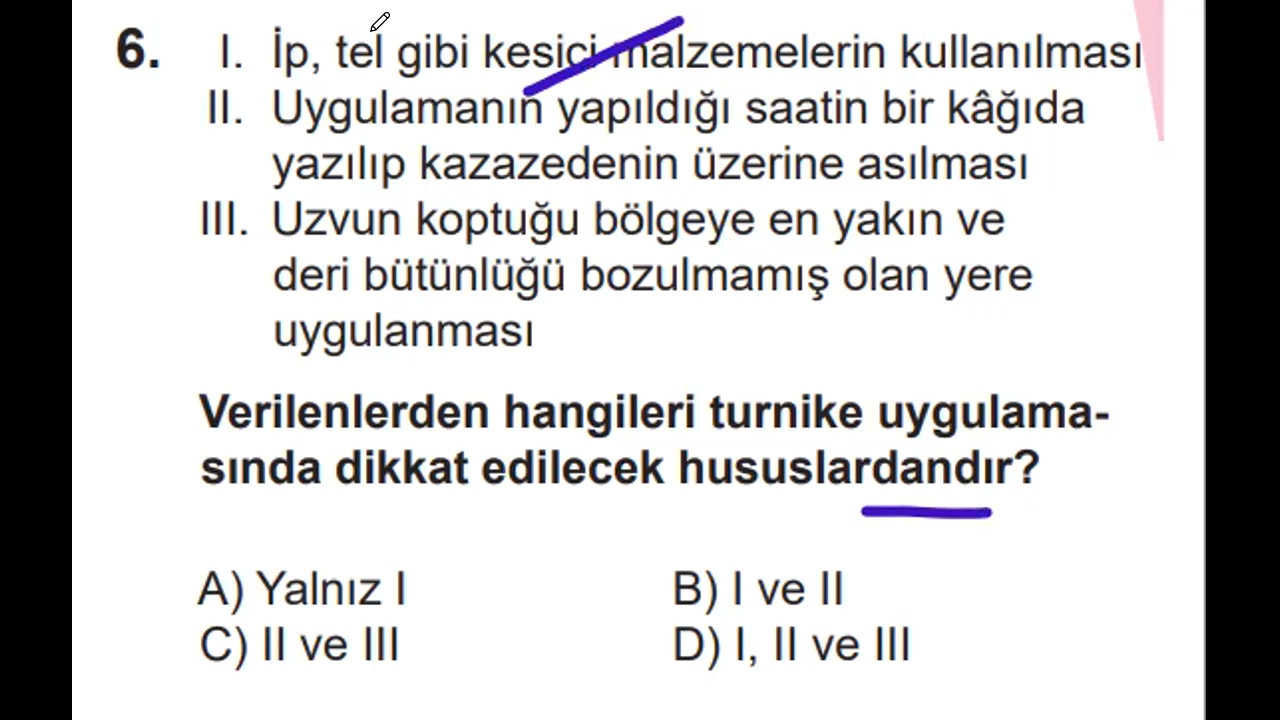 6. I. İp, tel gibi kesici malzemelerin kullanılması
II. Uygulamanın yapıldığı saatin bir kâğıda
yazılıp kazazedenin üzerine asılması
III. Uzvun koptuğu bölgeye en yakın ve
deri bütünlüğü bozulmamış olan yere
uygulanması
Verilenlerden hangileri turnike uygulama-
sında dikkat edilecek hususlardandır?
A) Yalnız I B) I ve II
C) II ve III D) I, II ve III